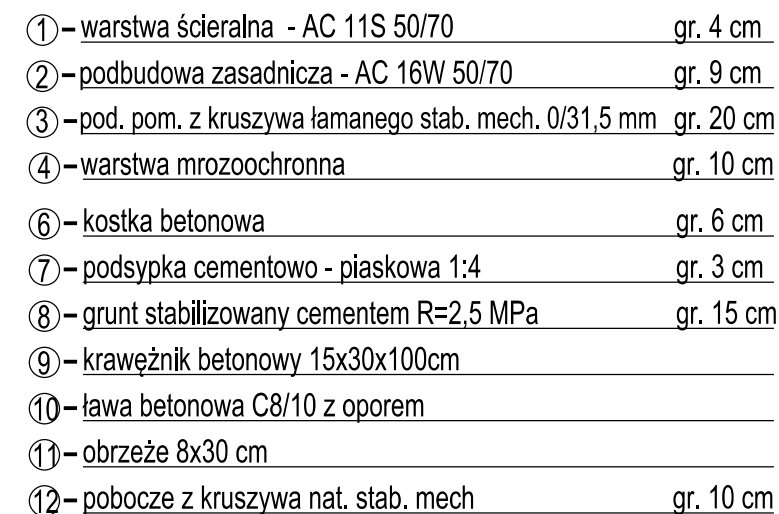 1 – warstwa ścieralna - AC 11S 50/70 gr. 4 cm
2 – podbudowa zasadnicza - AC 16W 50/70 gr. 9 cm
3 – pod. pom. z kruszywa łamanego stab. mech. 0/31,5 mm gr. 20 cm
4 – warstwa mrozoochronna gr. 10 cm
6 – kostka betonowa gr. 6 cm
7 – podsypka cementowo - piaskowa 1:4 gr. 3 cm
8 – grunt stabilizowany cementem R=2,5 MPa gr. 15 cm
9 – krawężnik betonowy 15x30x100cm
10 – ława betonowa C8/10 z oporem
11 – obrzeże 8x30 cm
12 – pobocze z kruszywa nat. stab. mech gr. 10 cm